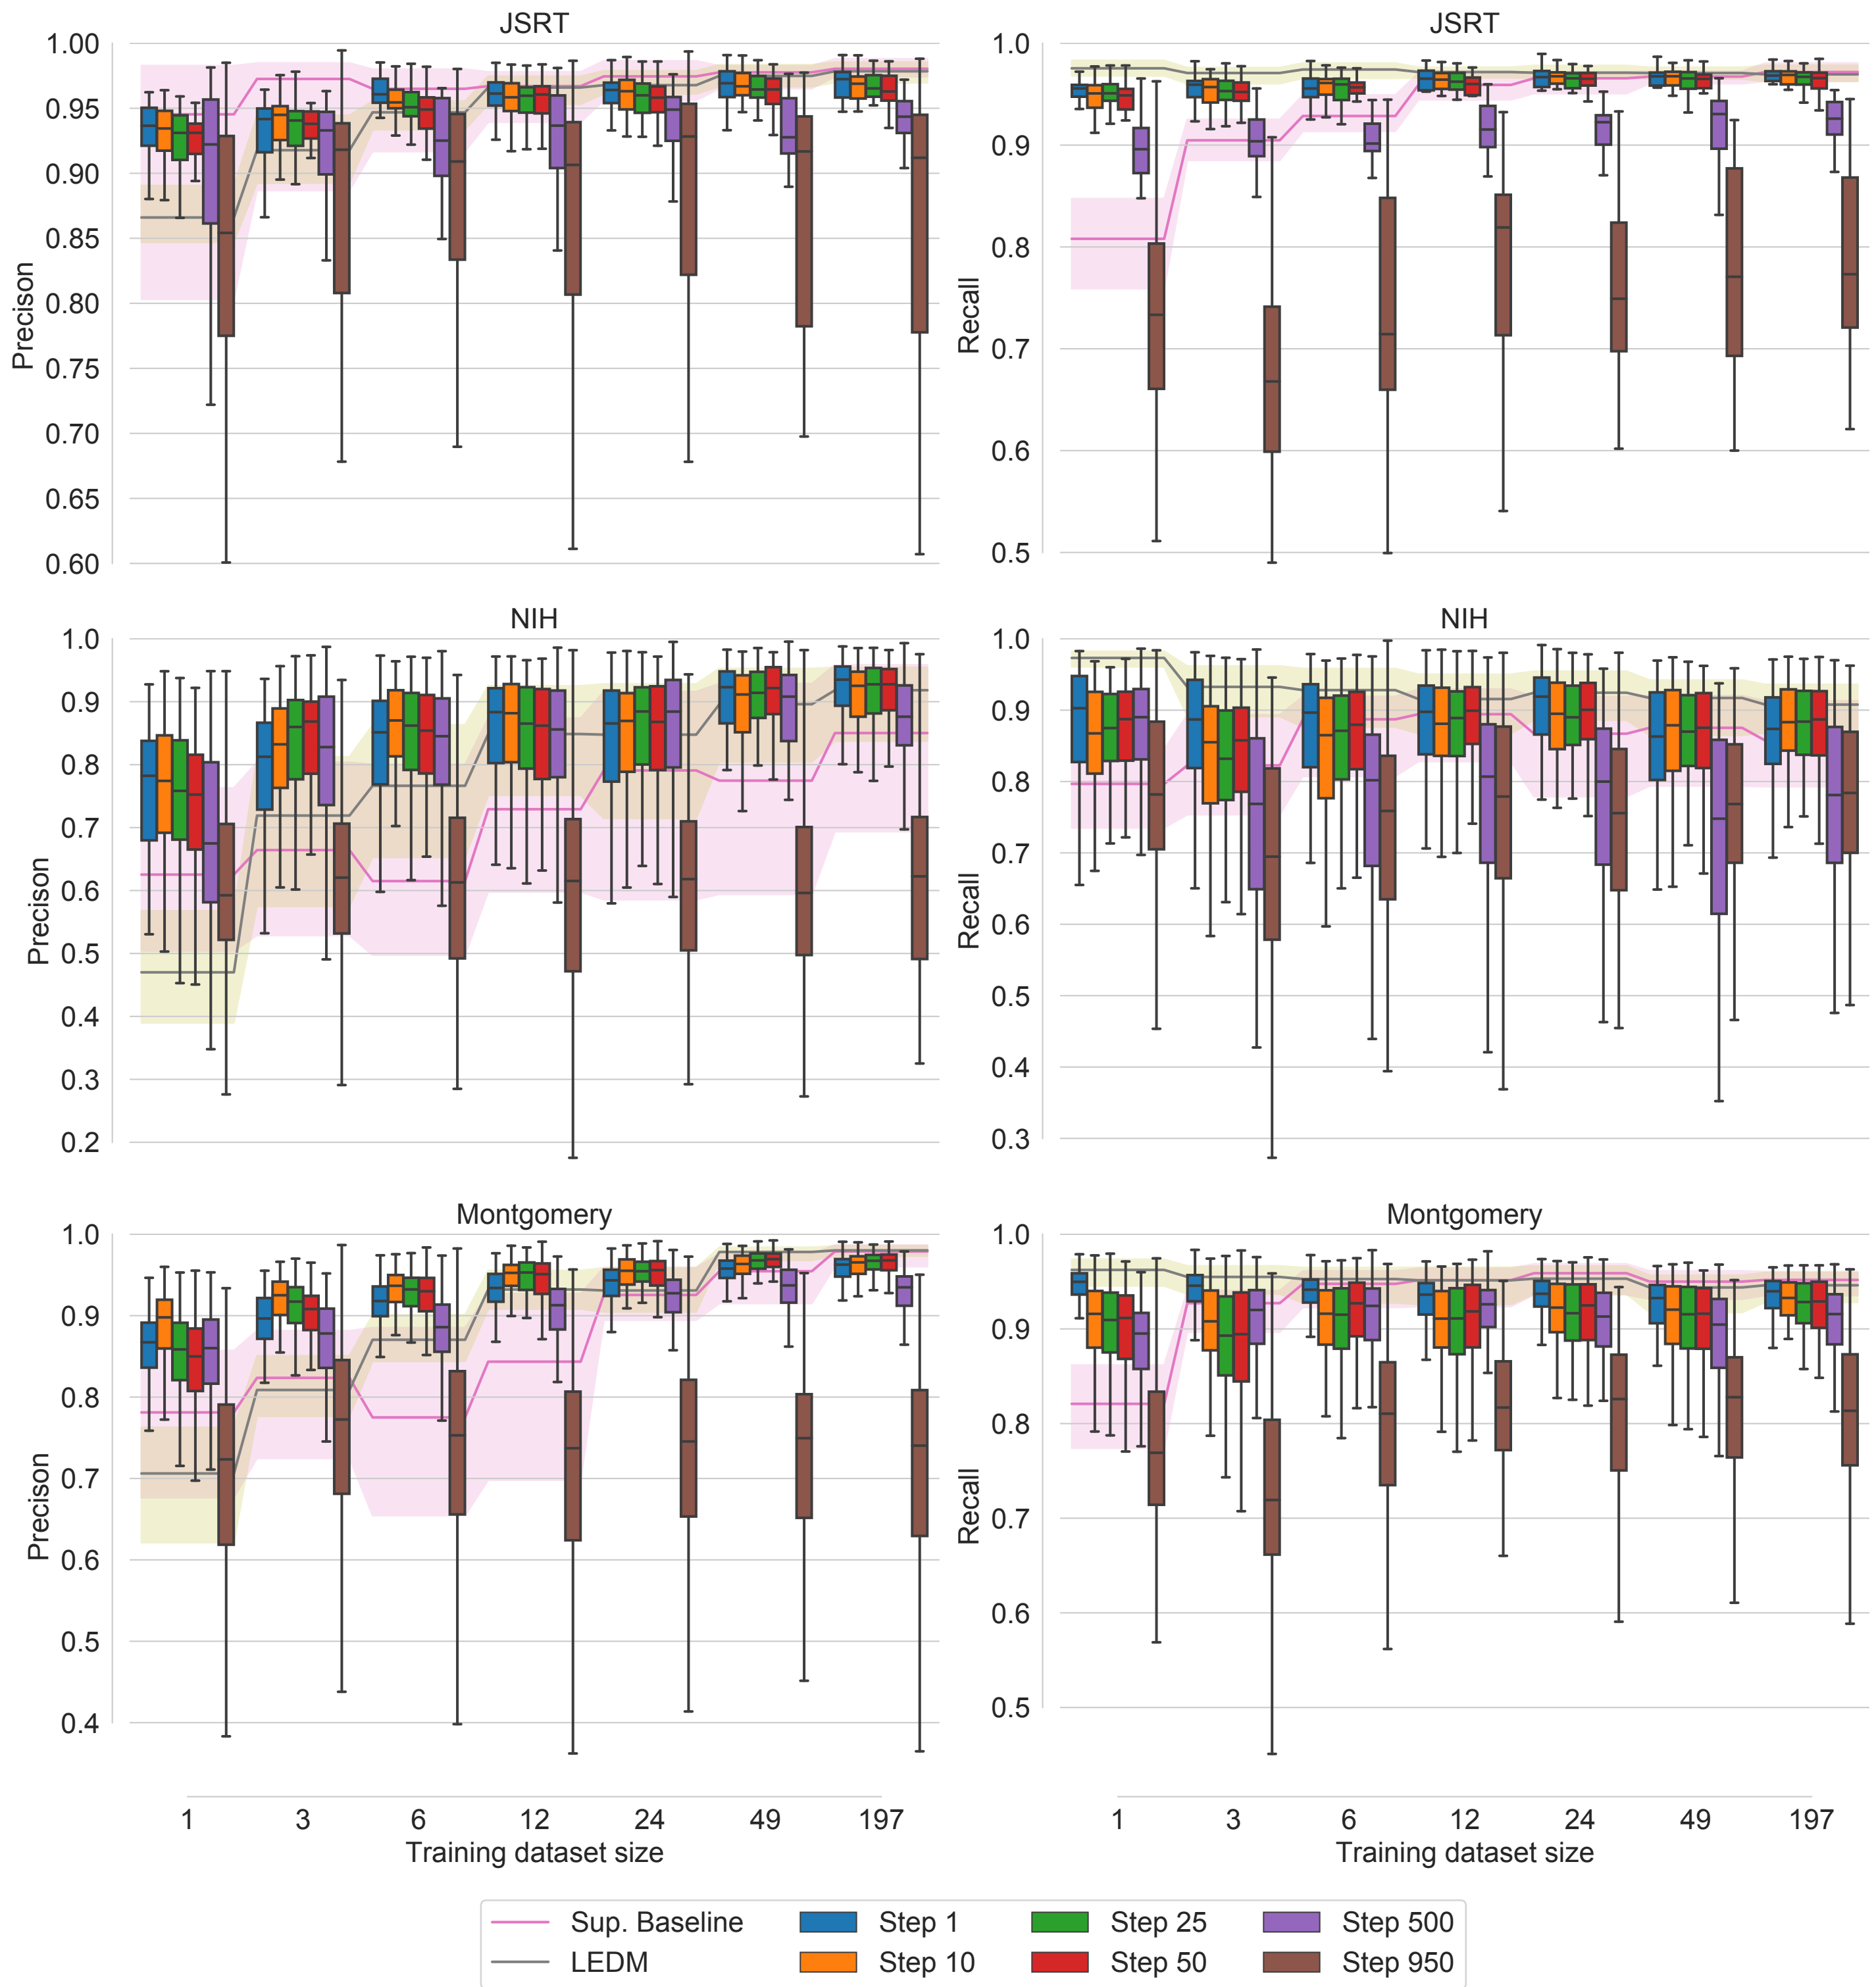 JSRT
1.00
0.95
0.90
0.85
0.80
0.75
0.70
0.65
0.60
Precison
JSRT
1.0
0.9
0.8
0.7
0.6
0.5
Recall
NIH
1.0
0.9
0.8
0.7
0.6
0.5
0.4
0.3
0.2
Precison
NIH
1.0
0.9
0.8
0.7
0.6
0.5
0.4
0.3
Recall
Montgomery
1.0
0.9
0.8
0.7
0.6
0.5
0.4
Precison
1 3 6 12 24 49 197
Training dataset size
Montgomery
1.0
0.9
0.8
0.7
0.6
0.5
Recall
1 3 6 12 24 49 197
Training dataset size
Sup. Baseline Step 1 Step 25 Step 500
LEDM Step 10 Step 50 Step 950